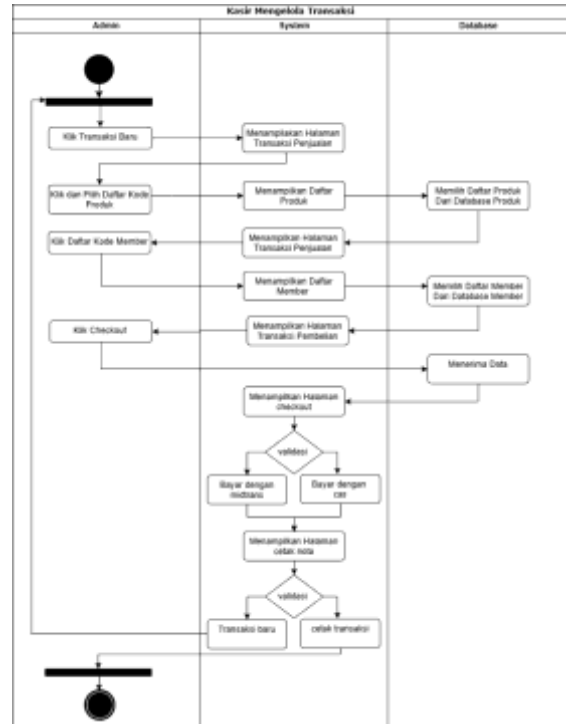 Kasir Mengelola Transaksi
Admin
System
Database
Klik Transaksi Baru
Menampilakan Halaman
Transaksi Penjualan
Klik dan Pilih Daftar Kode
Produk
Menampilkan Daftar
Produk
Memilih Daftar Produk
Dari Database Produk
Klik Daftar Kode Member
Menampilkan Halaman
Transaksi Penjualan
Menampilkan Daftar
Member
Memilih Daftar Member
Dari Database Member
Klik Checkout
Menampilkan Halaman
Transaksi Pembelian
Menerima Data
Menampilkan Halaman
checkout
validasi
Bayar dengan
midtrans
Bayar dengan
cas
Menampilkan Halaman
cetak nota
validasi
Transaksi baru
cetak transaksi